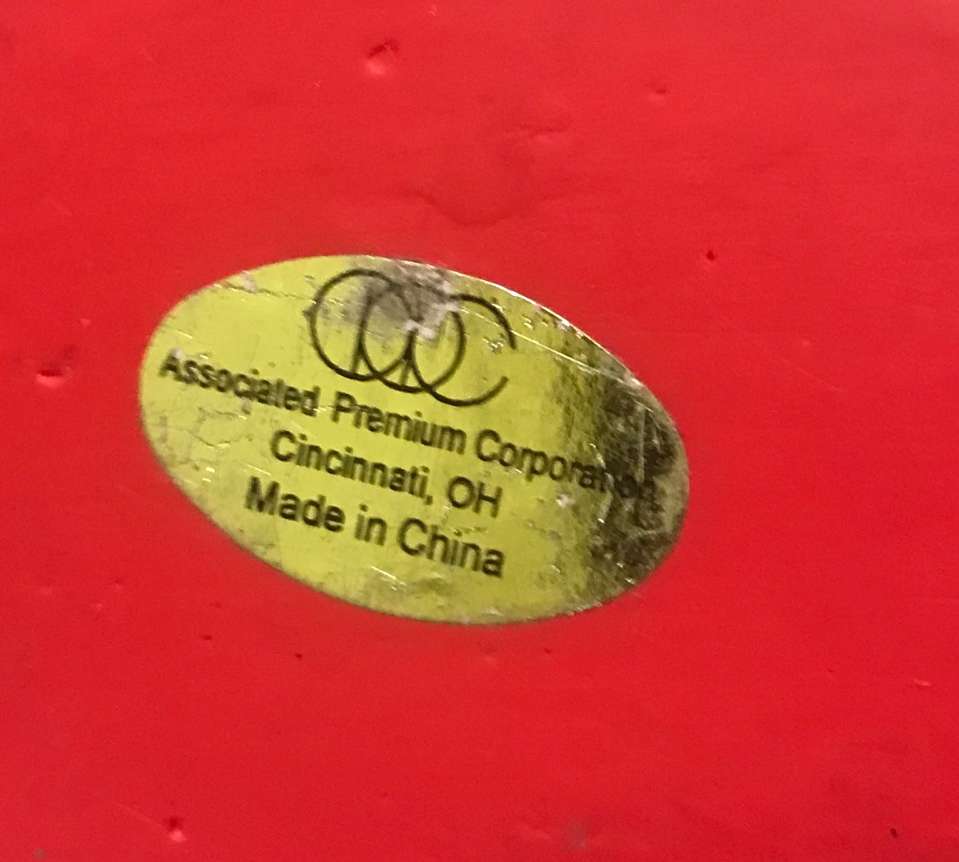 Associated Premium Corporation
Cincinnati, OH
Made in China